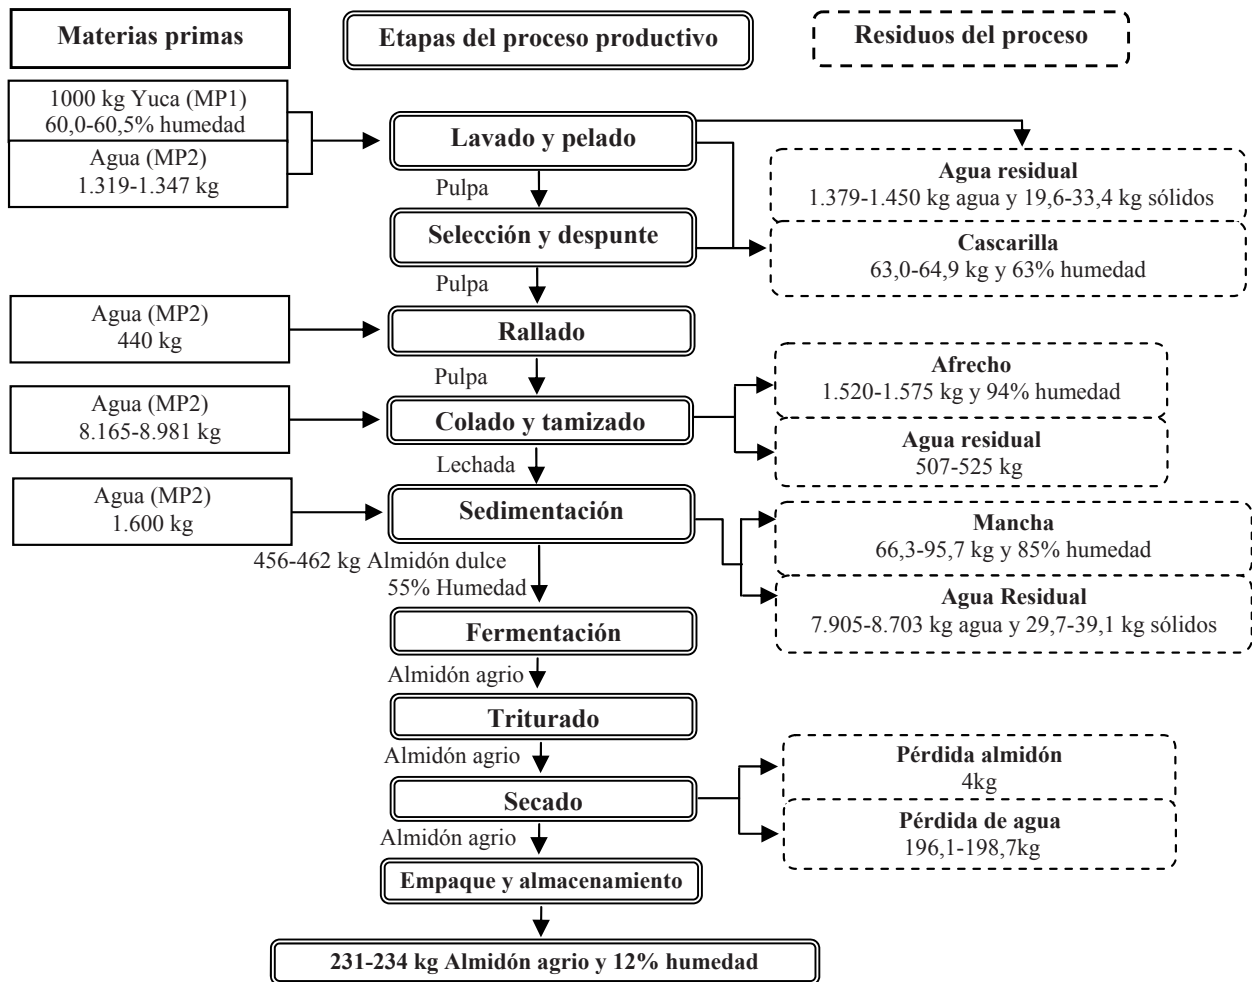 Materias primas
Etapas del proceso productivo
Residuos del proceso
1000 kg Yuca (MP1)
60,0-60,5% humedad
Agua (MP2)
1.319-1.347 kg
Lavado y pelado
Agua residual
1.379-1.450 kg agua y 19,6-33,4 kg sólidos
Pulpa
Selección y despunte
Cascarilla
63,0-64,9 kg y 63% humedad
Pulpa
Agua (MP2)
440 kg
Rallado
Pulpa
Afrecho
1.520-1.575 kg y 94% humedad
Agua (MP2)
8.165-8.981 kg
Colado y tamizado
Agua residual
507-525 kg
Lechada
Agua (MP2)
1.600 kg
Sedimentación
Mancha
66,3-95,7 kg y 85% humedad
456-462 kg Almidón dulce
55% Humedad
Agua Residual
7.905-8.703 kg agua y 29,7-39,1 kg sólidos
Fermentación
Almidón agrio
Triturado
Almidón agrio
Pérdida almidón
4kg
Secado
Pérdida de agua
196,1-198,7kg
Almidón agrio
Empaque y almacenamiento
231-234 kg Almidón agrio y 12% humedad